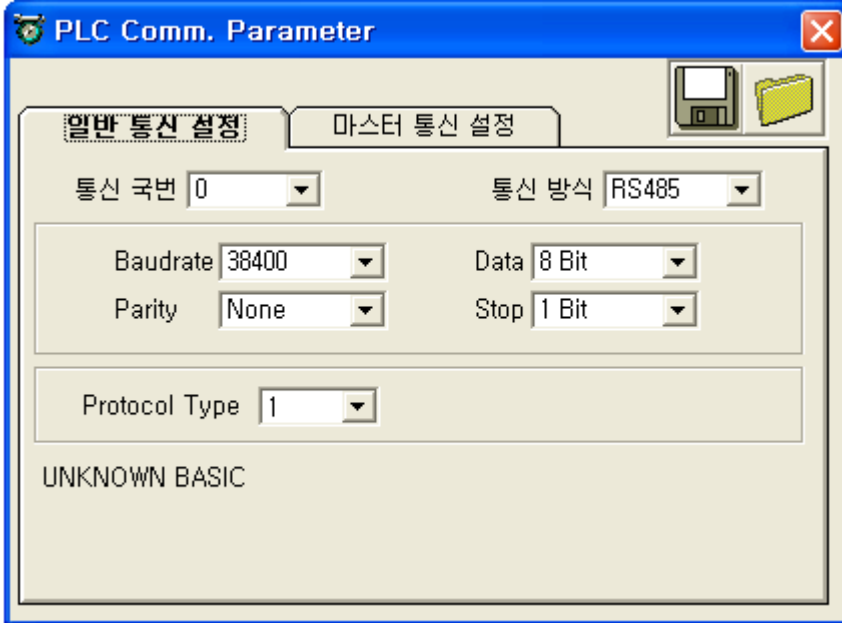 PLC Comm. Parameter
일반 통신 설정 마스터 통신 설정
통신 국번 0 통신 방식 RS485
Baudrate 38400 Data 8 Bit
Parity None Stop 1 Bit
Protocol Type 1
UNKNOWN BASIC